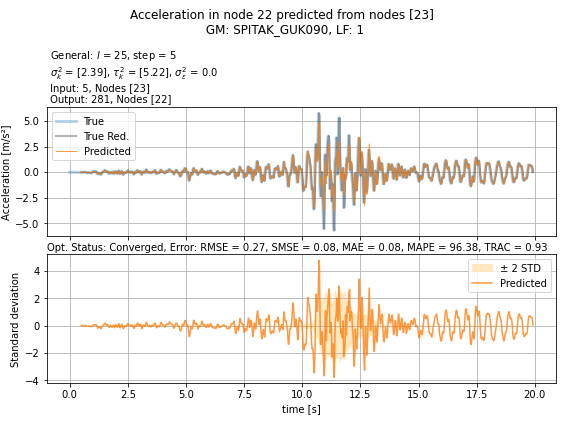 Acceleration in node 22 predicted from nodes [23]
GM: SPITAK_GUK090, LF: 1
General: l = 25, step = 5
σ²ₖ = [2.39], τ²ₖ = [5.22], σ²ε = 0.0
Input: 5, Nodes [23]
Output: 281, Nodes [22]
Acceleration [m/s²]
5.0
2.5
0.0
−2.5
−5.0
True
True Red.
Predicted
Opt. Status: Converged, Error: RMSE = 0.27, SMSE = 0.08, MAE = 0.08, MAPE = 96.38, TRAC = 0.93
Standard deviation
4
2
0
−2
−4
± 2 STD
Predicted
0.0 2.5 5.0 7.5 10.0 12.5 15.0 17.5 20.0
time [s]